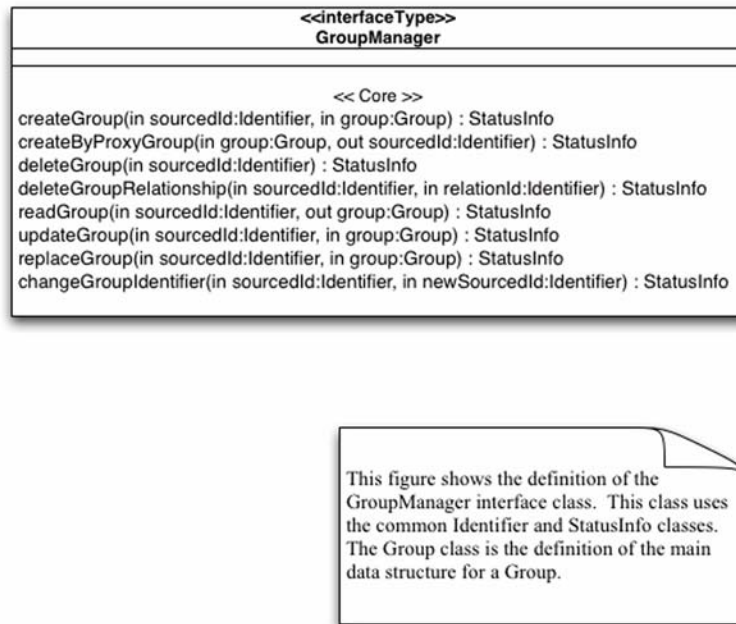 <<interfaceType>>
GroupManager
<< Core >>
createGroup(in sourcedId:Identifier, in group:Group) : StatusInfo
createByProxyGroup(in group:Group, out sourcedId:Identifier) : StatusInfo
deleteGroup(in sourcedId:Identifier) : StatusInfo
deleteGroupRelationship(in sourcedId:Identifier, in relationId:Identifier) : StatusInfo
readGroup(in sourcedId:Identifier, out group:Group) : StatusInfo
updateGroup(in sourcedId:Identifier, in group:Group) : StatusInfo
replaceGroup(in sourcedId:Identifier, in group:Group) : StatusInfo
changeGroupIdentifier(in sourcedId:Identifier, in newSourcedId:Identifier) : StatusInfo
This figure shows the definition of the
GroupManager interface class. This class uses
the common Identifier and StatusInfo classes.
The Group class is the definition of the main
data structure for a Group.